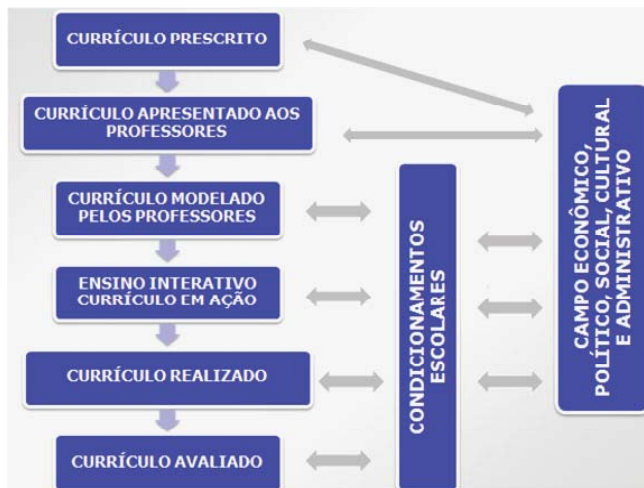 CURRÍCULO PRESCRITO
CURRÍCULO APRESENTADO AOS
PROFESSORES
CURRÍCULO MODELADO
PELOS PROFESSORES
ENSINO INTERATIVO
CURRÍCULO EM AÇÃO
CURRÍCULO REALIZADO
CURRÍCULO AVALIADO
CONDICIONAMENTOS
ESCOLARES
CAMPO ECONÔMICO,
POLÍTICO, SOCIAL, CULTURAL
E ADMINISTRATIVO